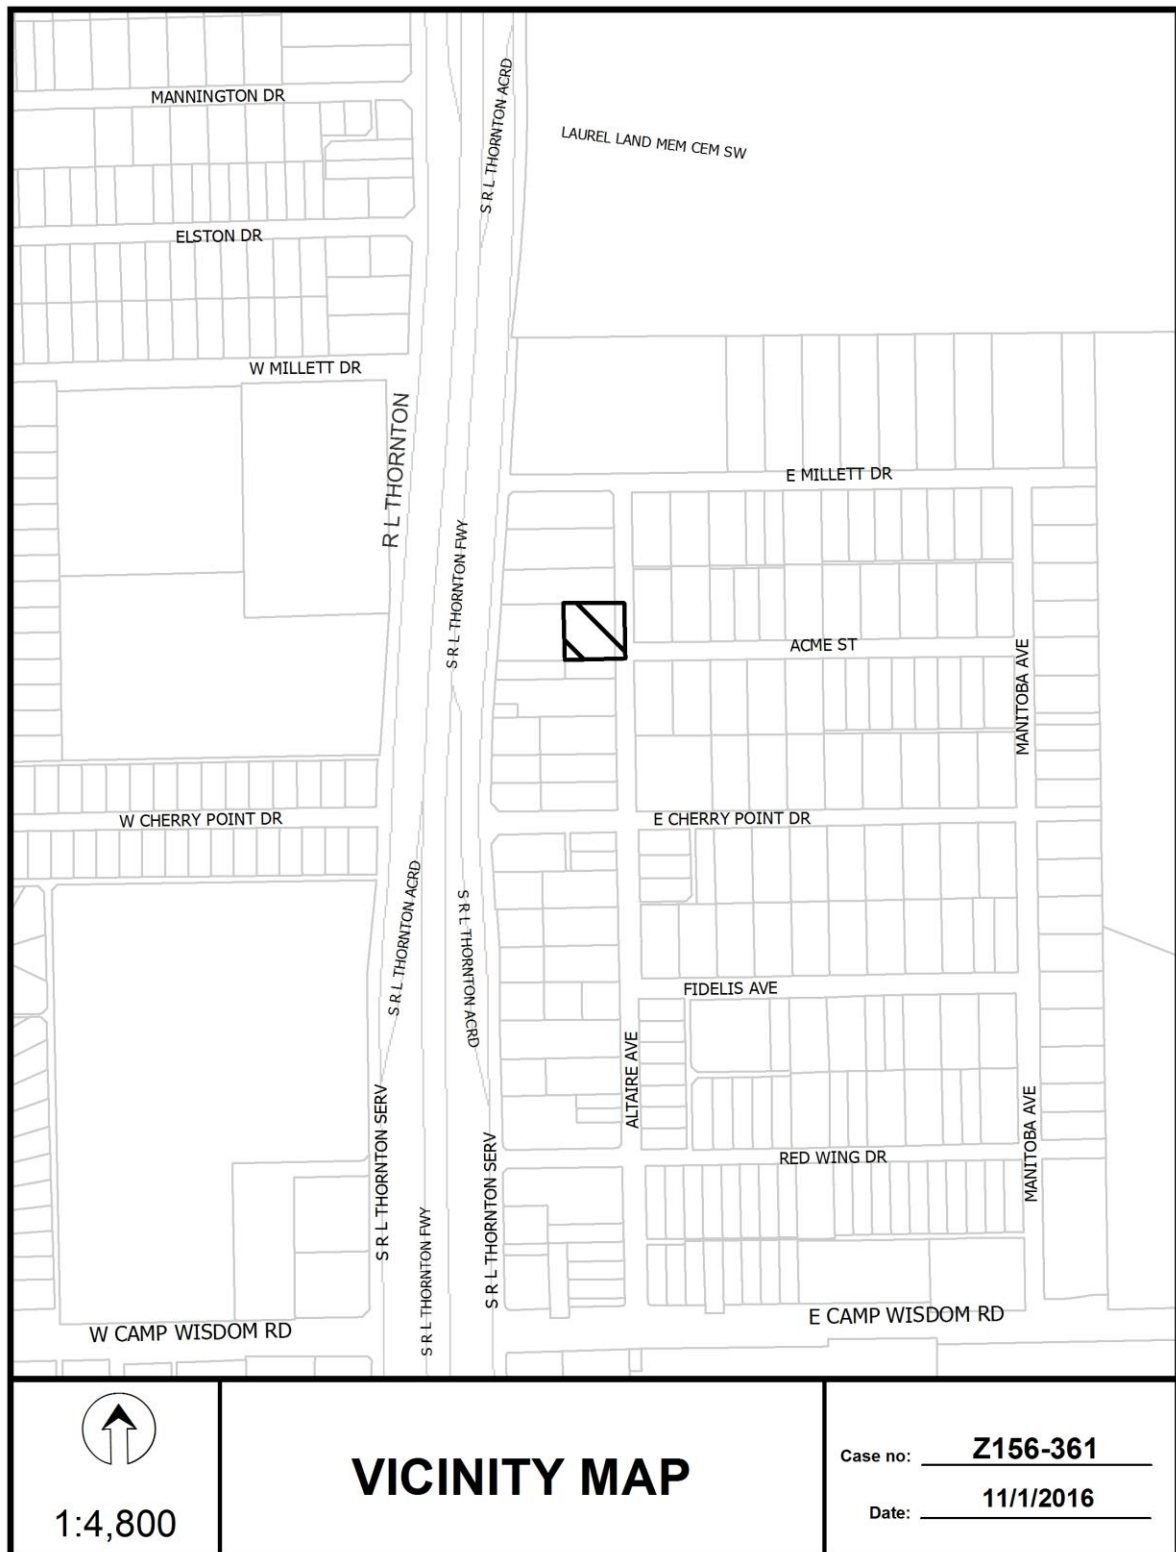 MANNINGTON DR
S R L THORNTON ACRD
LAUREL LAND MEM CEM SW
ELSTON DR
W MILLETT DR
R L THORNTON
E MILLETT DR
S R L THORNTON FWY
ACME ST
MANITOBA AVE
W CHERRY POINT DR
E CHERRY POINT DR
S R L THORNTON ACRD
S R L THORNTON ACRD
FIDELIS AVE
ALTAIRE AVE
S R L THORNTON SERV
MANITOBA AVE
S R L THORNTON SERV
RED WING DR
S R L THORNTON FWY
W CAMP WISDOM RD
E CAMP WISDOM RD
1:4,800
VICINITY MAP
Case no: Z156-361
Date: 11/1/2016